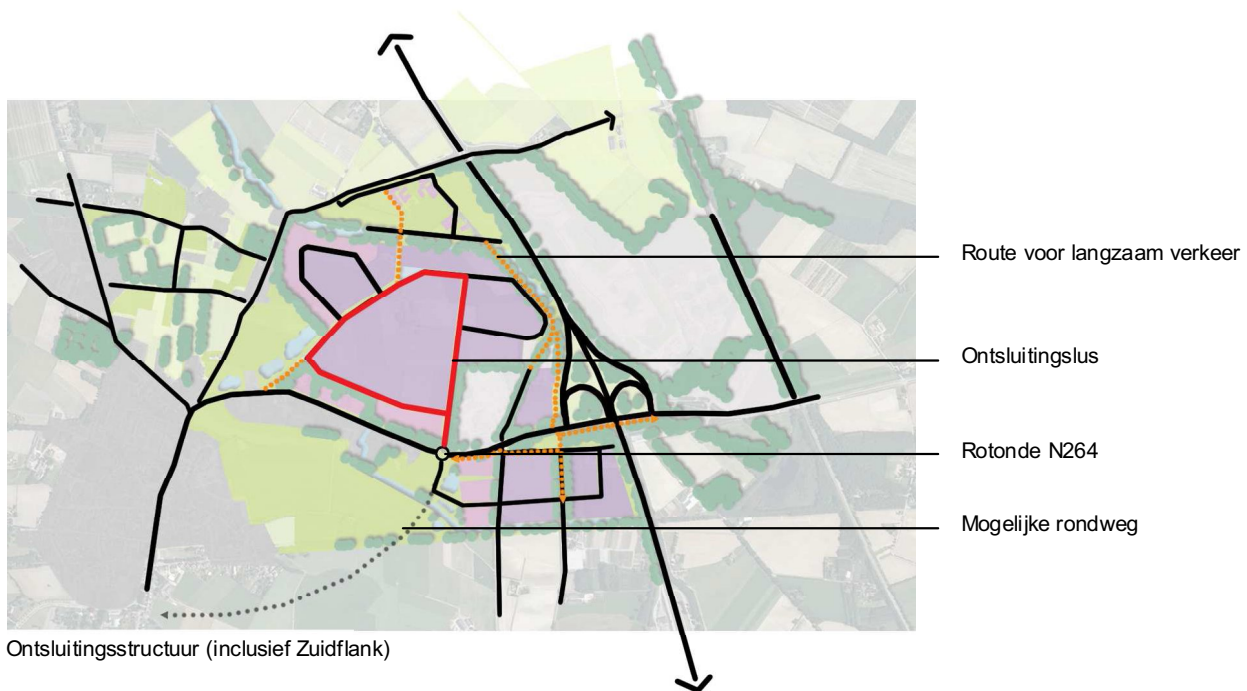 Route voor langzaam verkeer
Ontsluitingslus
Rotonde N264
Mogelijke rondweg
Ontsluitingsstructuur (inclusief Zuidflank)